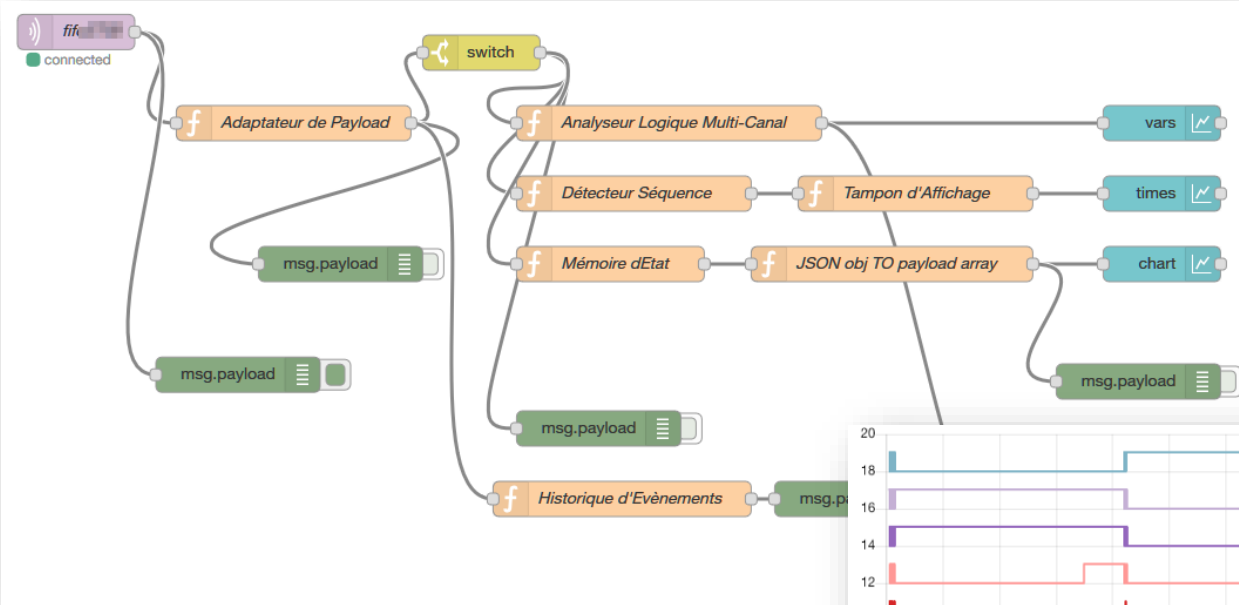 switch
connected
Adaptateur de Payload
Analyseur Logique Multi-Canal
vars
Détecteur Séquence
Tampon d'Affichage
times
msg.payload
Mémoire dEtat
JSON obj TO payload array
chart
msg.payload
msg.payload
msg.payload
20
18
16
14
12
Historique d'Evènements